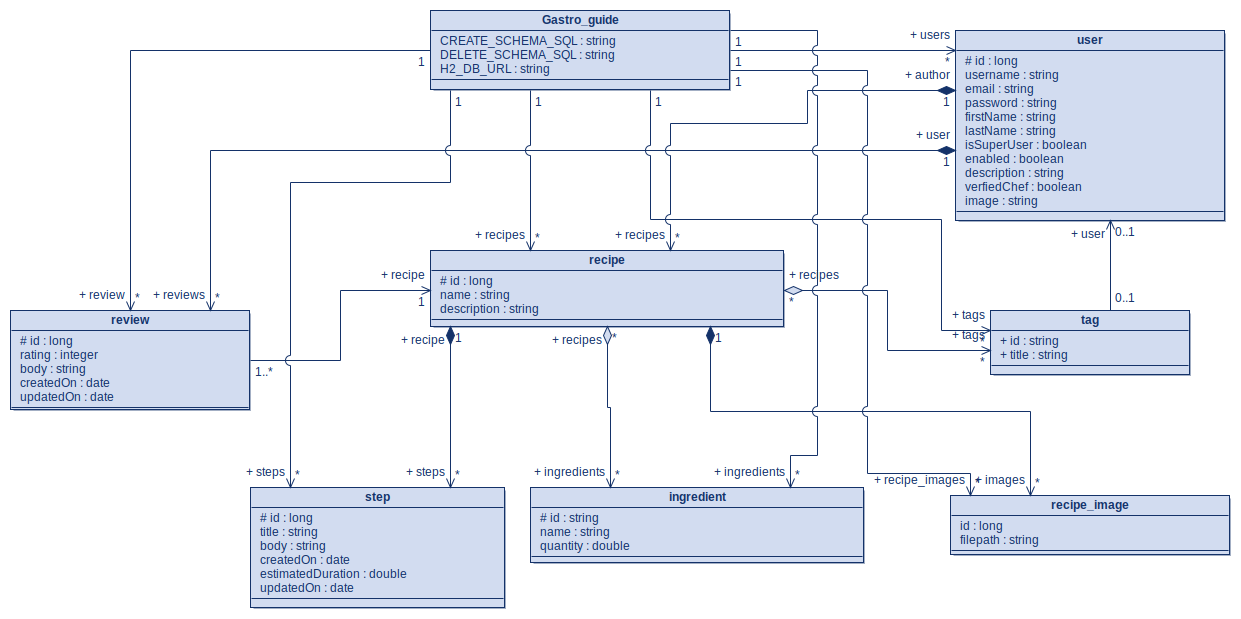 Gastro_guide
CREATE_SCHEMA_SQL : string
DELETE_SCHEMA_SQL : string
H2_DB_URL : string
1
1
1
1
1
1
1
+ users
*
+ author
1
+ user
1
user
# id : long
username : string
email : string
password : string
firstName : string
lastName : string
isSuperUser : boolean
enabled : boolean
description : string
verfiedChef : boolean
image : string
+ user
0..1
0..1
+ recipes
*
+ recipes
*
recipe
# id : long
name : string
description : string
+ recipe
1
+ recipes
*
+ review
*
+ reviews
*
review
# id : long
rating : integer
body : string
createdOn : date
updatedOn : date
1..*
+ tags
*
+ tags
*
tag
+ id : string
+ title : string
+ recipe
1
+ recipes
*
1
+ steps
*
+ steps
*
+ ingredients
*
+ ingredients
*
+ recipe_images
*
+ images
*
step
# id : long
title : string
body : string
createdOn : date
estimatedDuration : double
updatedOn : date
ingredient
# id : string
name : string
quantity : double
recipe_image
id : long
filepath : string